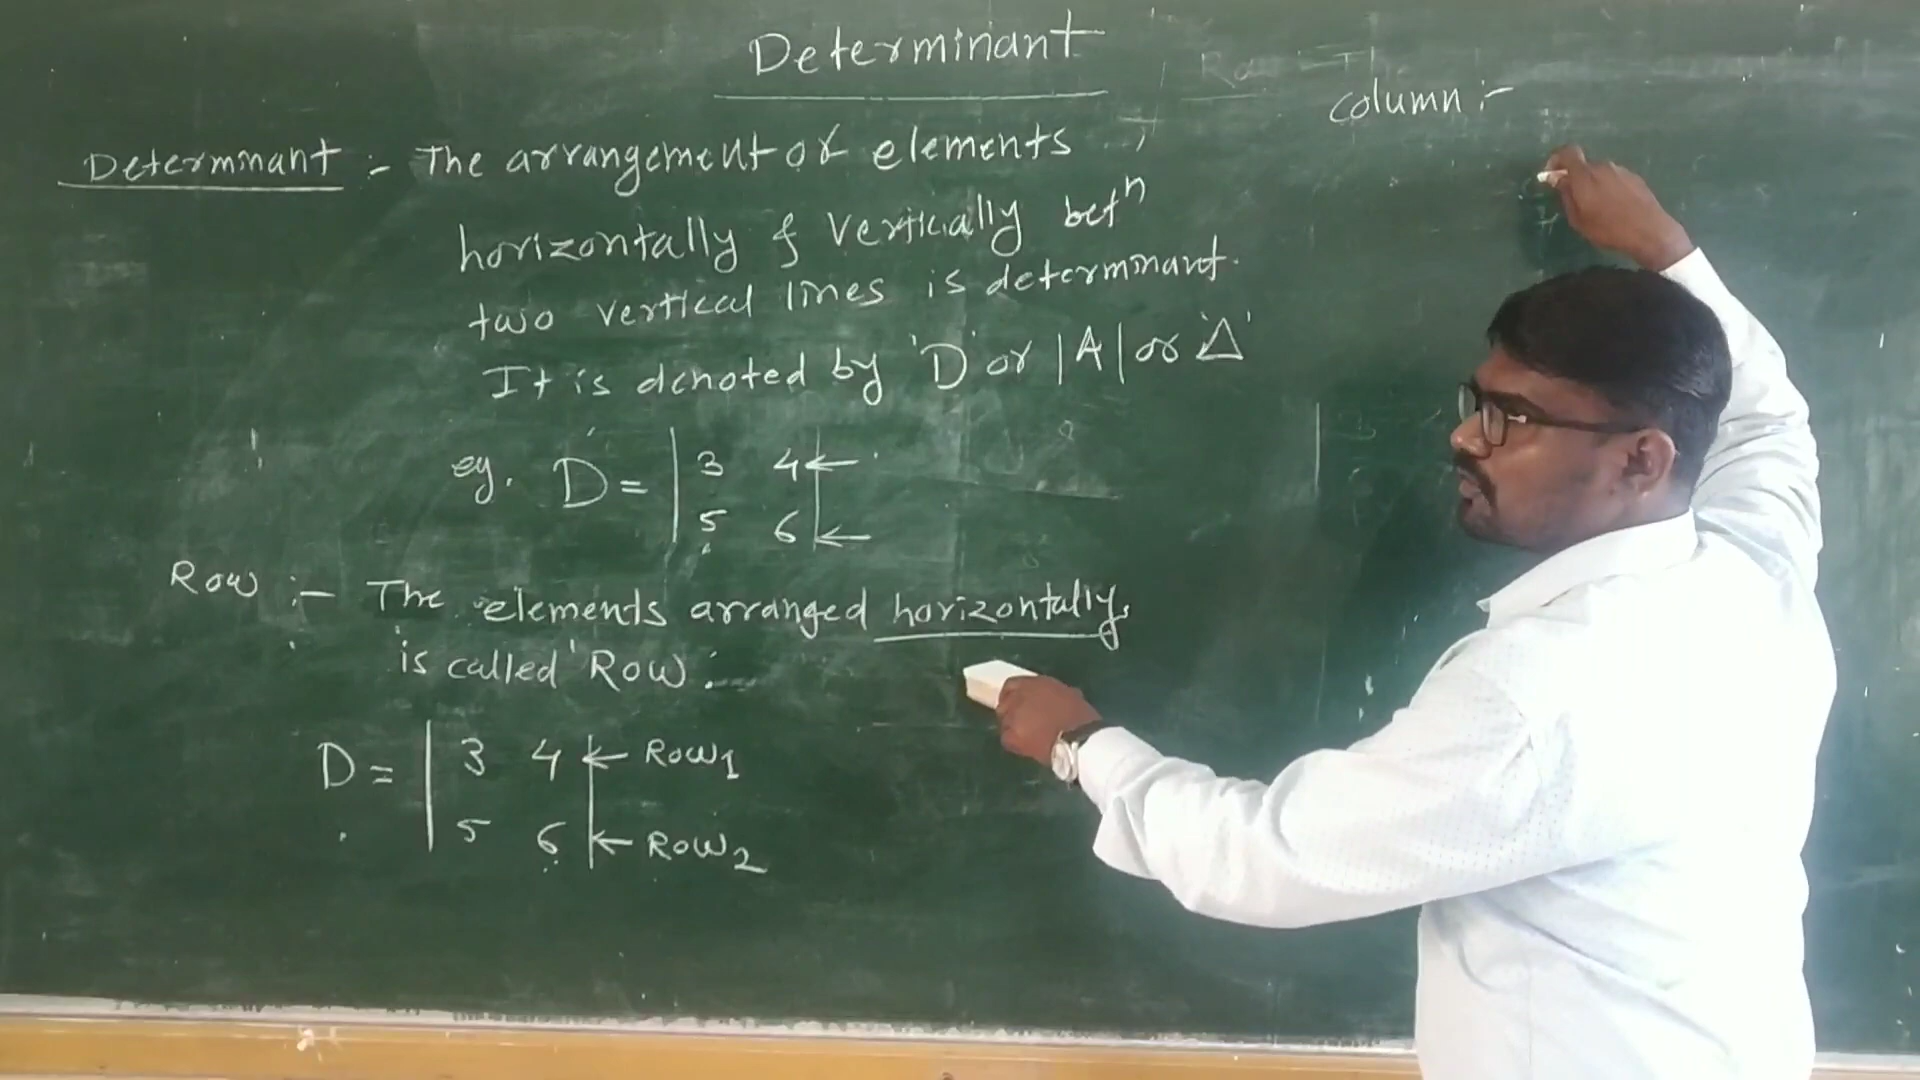 Determinant
Determinant :- The arrangement of elements
horizontally & Vertically betⁿ
two vertical lines is determinant.
It is denoted by 'D' or |A| or 'Δ'
eg. D = | 3 4 | ←
| 5 6 | ←
Row :- The elements arranged horizontally,
is called 'Row'.
D = | 3 4 | ← Row1
| 5 6 | ← Row2
column :-